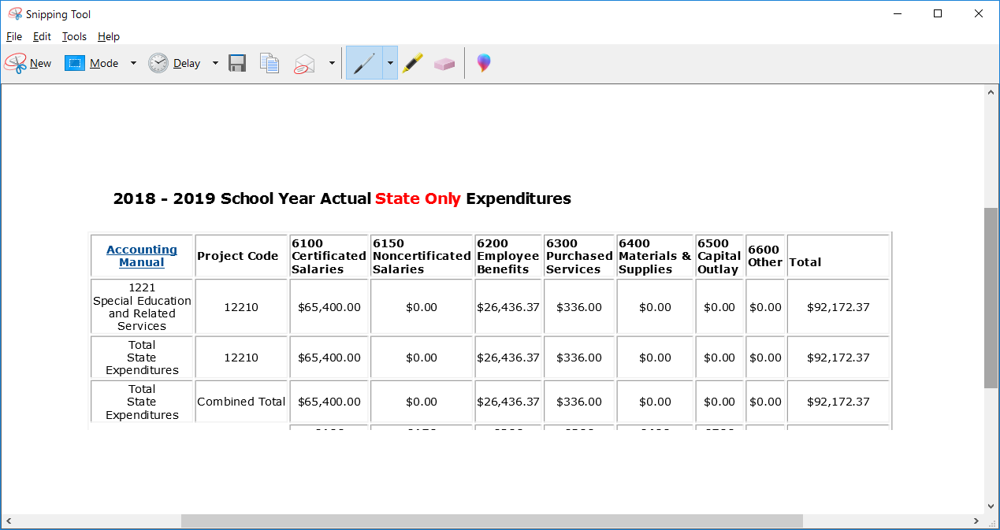 Snipping Tool
File Edit Tools Help
New Mode Delay
2018 - 2019 School Year Actual State Only Expenditures
Accounting Manual Project Code 6100 Certificated Salaries 6150 Noncertificated Salaries 6200 Employee Benefits 6300 Purchased Services 6400 Materials & Supplies 6500 Capital Outlay 6600 Other Total
1221 Special Education and Related Services 12210 $65,400.00 $0.00 $26,436.37 $336.00 $0.00 $0.00 $0.00 $92,172.37
Total State Expenditures 12210 $65,400.00 $0.00 $26,436.37 $336.00 $0.00 $0.00 $0.00 $92,172.37
Total State Expenditures Combined Total $65,400.00 $0.00 $26,436.37 $336.00 $0.00 $0.00 $0.00 $92,172.37